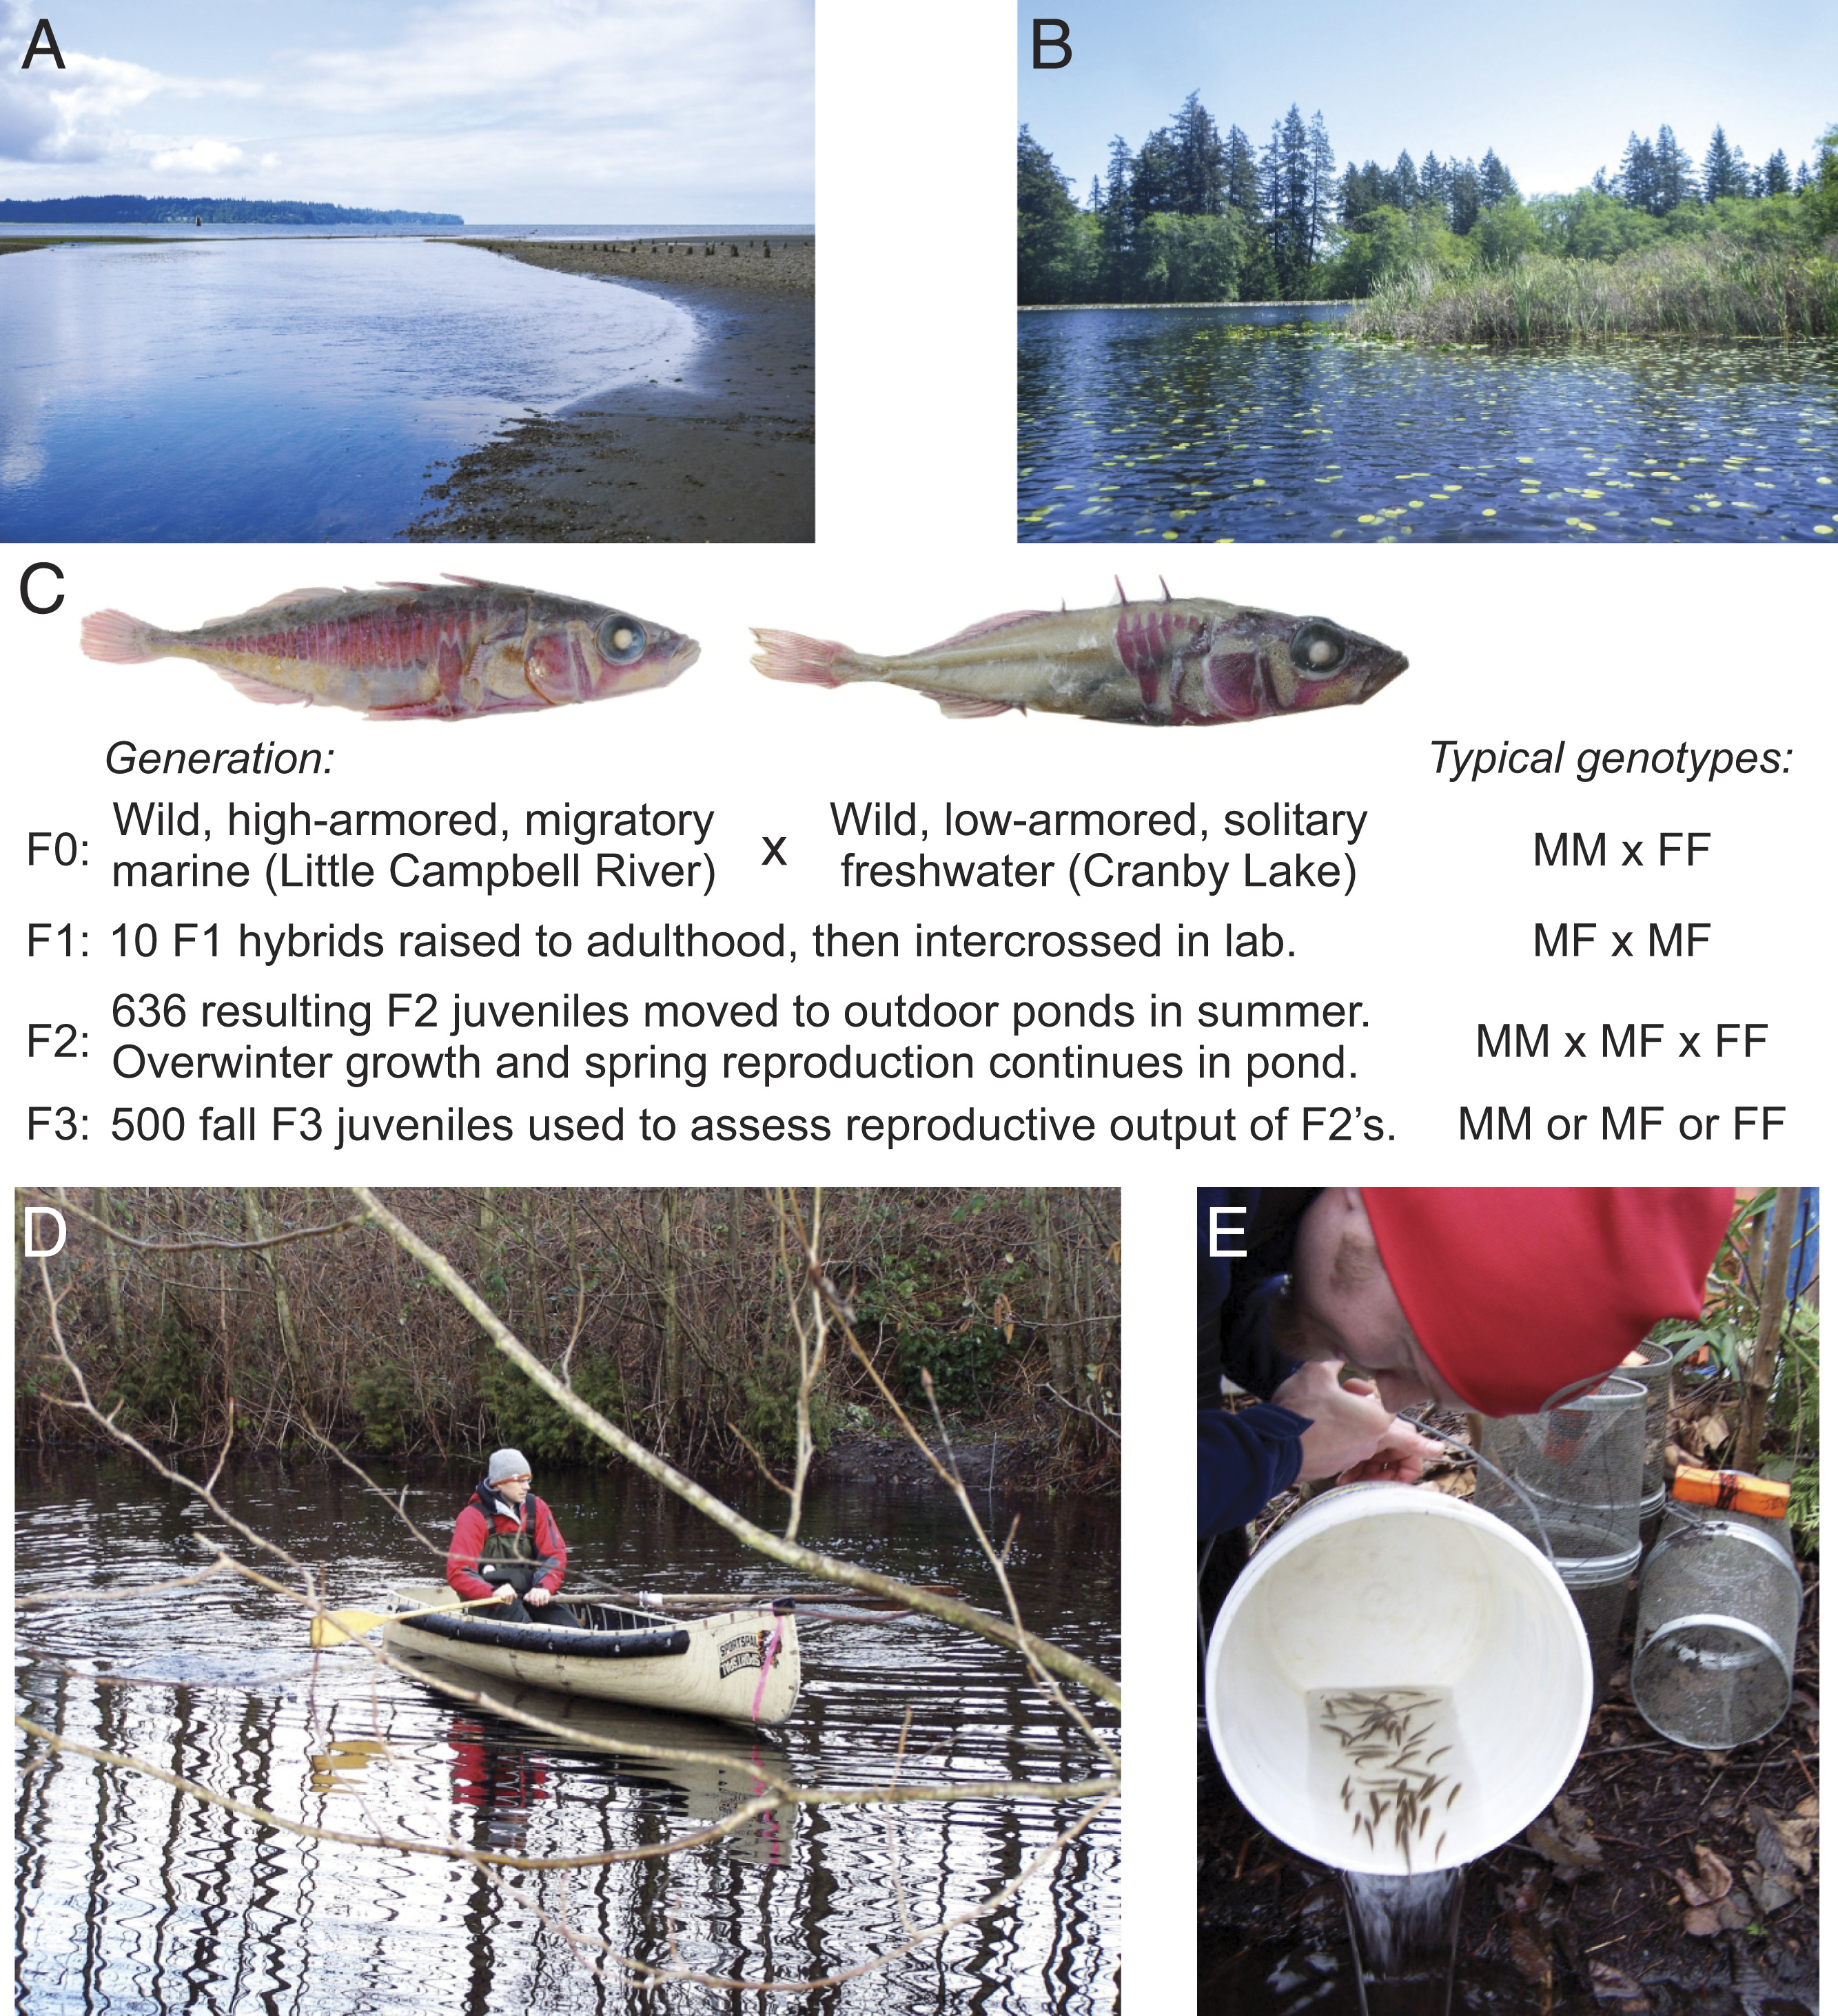 A
B
C
Generation:
Typical genotypes:
F0:
Wild, high-armored, migratory
marine (Little Campbell River)
x
Wild, low-armored, solitary
freshwater (Cranby Lake)
MM x FF
F1: 10 F1 hybrids raised to adulthood, then intercrossed in lab.
MF x MF
F2:
636 resulting F2 juveniles moved to outdoor ponds in summer.
Overwinter growth and spring reproduction continues in pond.
MM x MF x FF
F3: 500 fall F3 juveniles used to assess reproductive output of F2's.
MM or MF or FF
D
E
SPORTSPAL